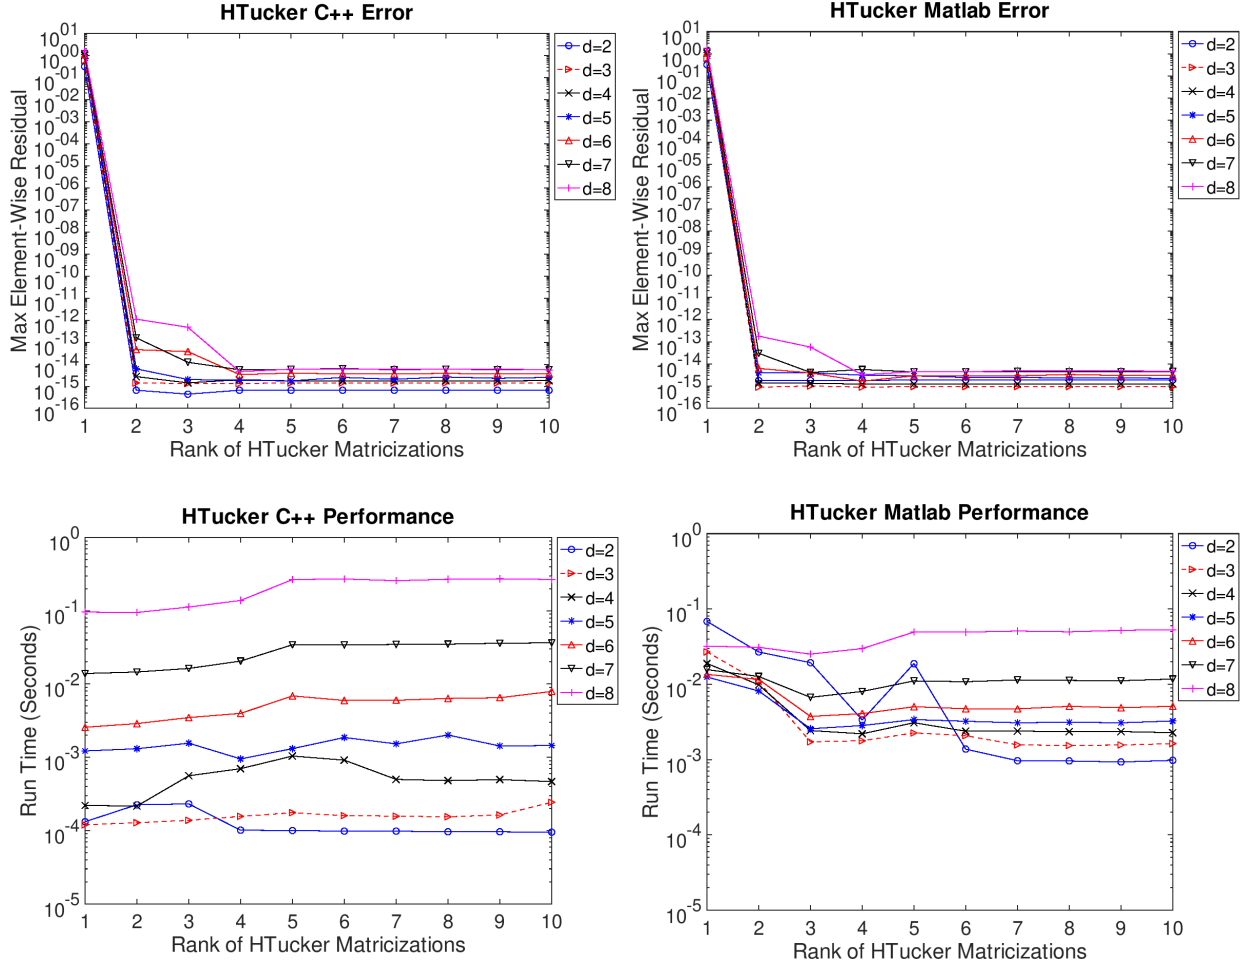 HTucker C++ Error
10^01
10^00
10^-01
10^-02
10^-03
10^-04
10^-05
10^-06
10^-07
10^-08
10^-09
10^-10
10^-11
10^-12
10^-13
10^-14
10^-15
10^-16
Max Element-Wise Residual
1 2 3 4 5 6 7 8 9 10
Rank of HTucker Matricizations
d=2
d=3
d=4
d=5
d=6
d=7
d=8
HTucker Matlab Error
10^01
10^00
10^-01
10^-02
10^-03
10^-04
10^-05
10^-06
10^-07
10^-08
10^-09
10^-10
10^-11
10^-12
10^-13
10^-14
10^-15
10^-16
Max Element-Wise Residual
1 2 3 4 5 6 7 8 9 10
Rank of HTucker Matricizations
d=2
d=3
d=4
d=5
d=6
d=7
d=8
HTucker C++ Performance
10^0
10^-1
10^-2
10^-3
10^-4
10^-5
Run Time (Seconds)
1 2 3 4 5 6 7 8 9 10
Rank of HTucker Matricizations
d=2
d=3
d=4
d=5
d=6
d=7
d=8
HTucker Matlab Performance
10^0
10^-1
10^-2
10^-3
10^-4
10^-5
Run Time (Seconds)
1 2 3 4 5 6 7 8 9 10
Rank of HTucker Matricizations
d=2
d=3
d=4
d=5
d=6
d=7
d=8